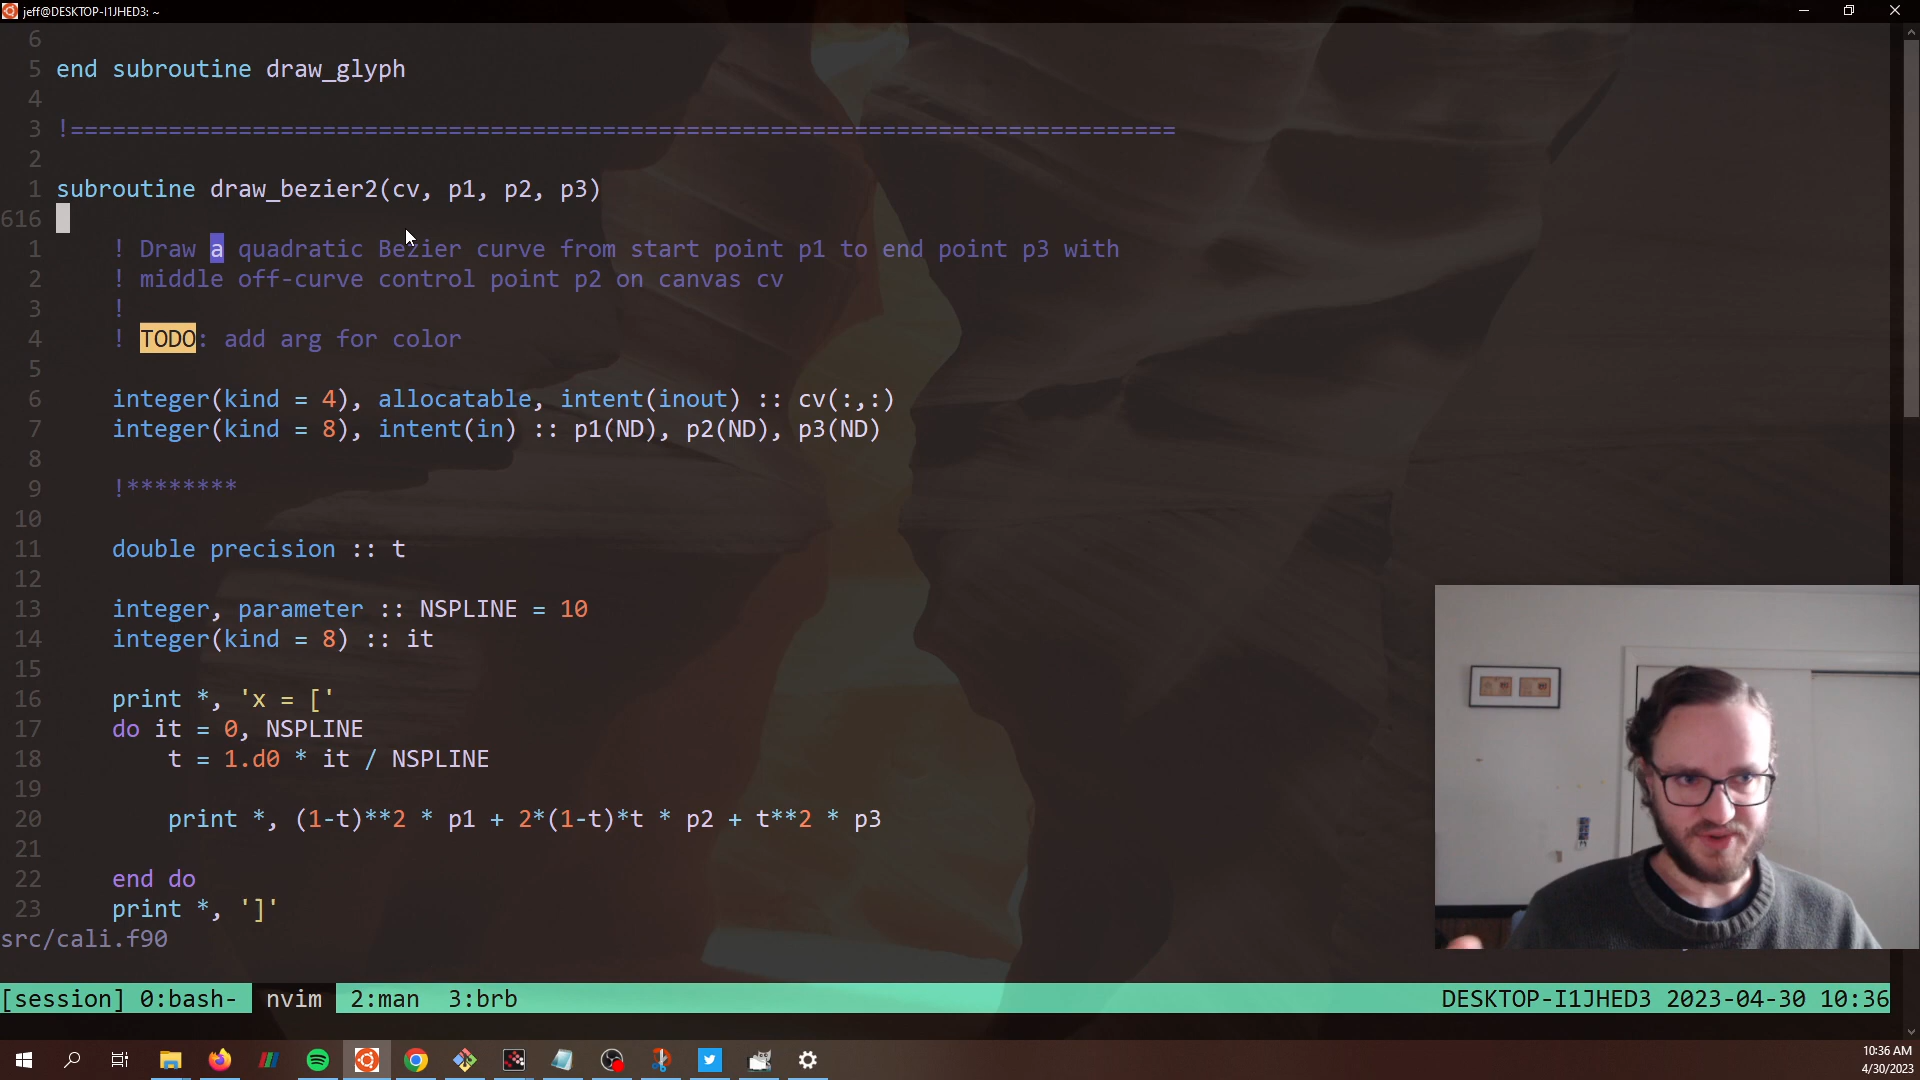 jeff@DESKTOP-I1JHED3: ~
6
5 end subroutine draw_glyph
4
3 !===============================================================================
2
1 subroutine draw_bezier2(cv, p1, p2, p3)
616
1 ! Draw a quadratic Bezier curve from start point p1 to end point p3 with
2 ! middle off-curve control point p2 on canvas cv
3 !
4 ! TODO: add arg for color
5
6 integer(kind = 4), allocatable, intent(inout) :: cv(:,:)
7 integer(kind = 8), intent(in) :: p1(ND), p2(ND), p3(ND)
8
9 !********
10
11 double precision :: t
12
13 integer, parameter :: NSPLINE = 10
14 integer(kind = 8) :: it
15
16 print *, 'x = ['
17 do it = 0, NSPLINE
18 t = 1.d0 * it / NSPLINE
19
20 print *, (1-t)**2 * p1 + 2*(1-t)*t * p2 + t**2 * p3
21
22 end do
23 print *, ']'
src/cali.f90
[session] 0:bash- nvim 2:man 3:brb DESKTOP-I1JHED3 2023-04-30 10:36
10:36 AM
4/30/2023